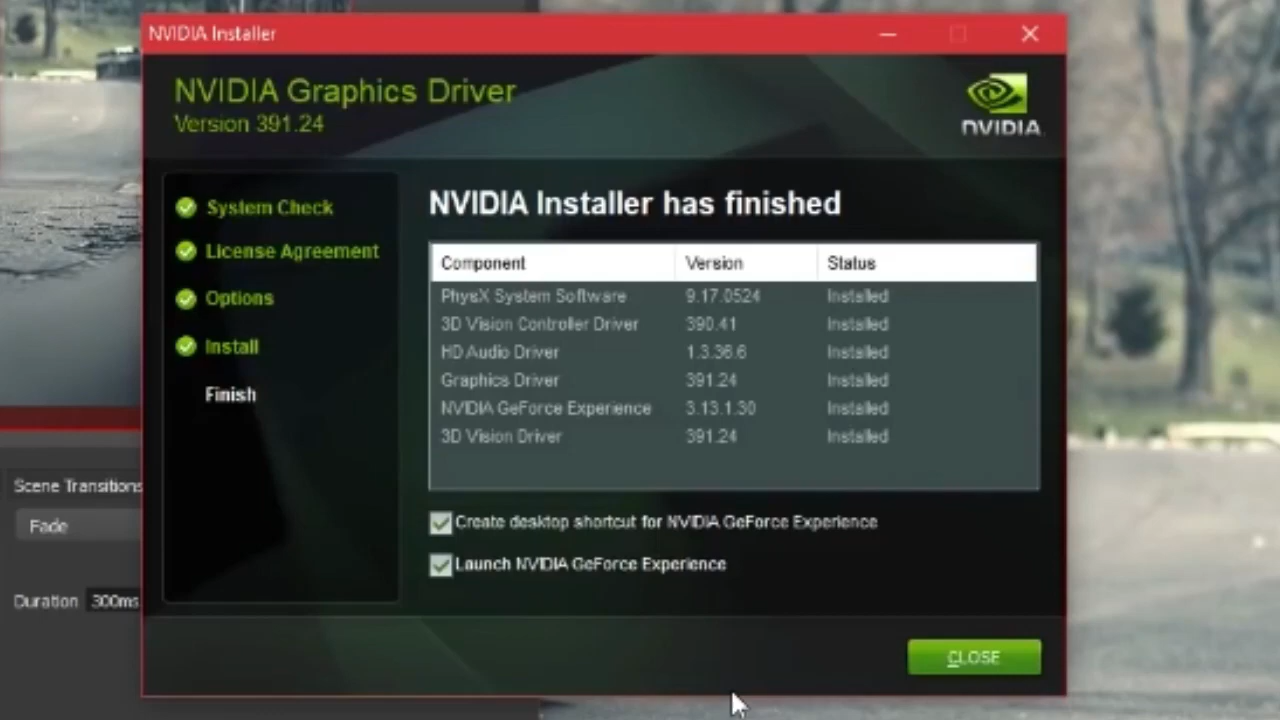 NVIDIA Installer
NVIDIA Graphics Driver
Version 391.24
NVIDIA
System Check
License Agreement
Options
Install
Finish
NVIDIA Installer has finished
Component Version Status
PhysX System Software 9.17.0524 Installed
3D Vision Controller Driver 390.41 Installed
HD Audio Driver 1.3.36.6 Installed
Graphics Driver 391.24 Installed
NVIDIA GeForce Experience 3.13.1.30 Installed
3D Vision Driver 391.24 Installed
Create desktop shortcut for NVIDIA GeForce Experience
Launch NVIDIA GeForce Experience
CLOSE
Scene Transitions
Fade
Duration 300ms